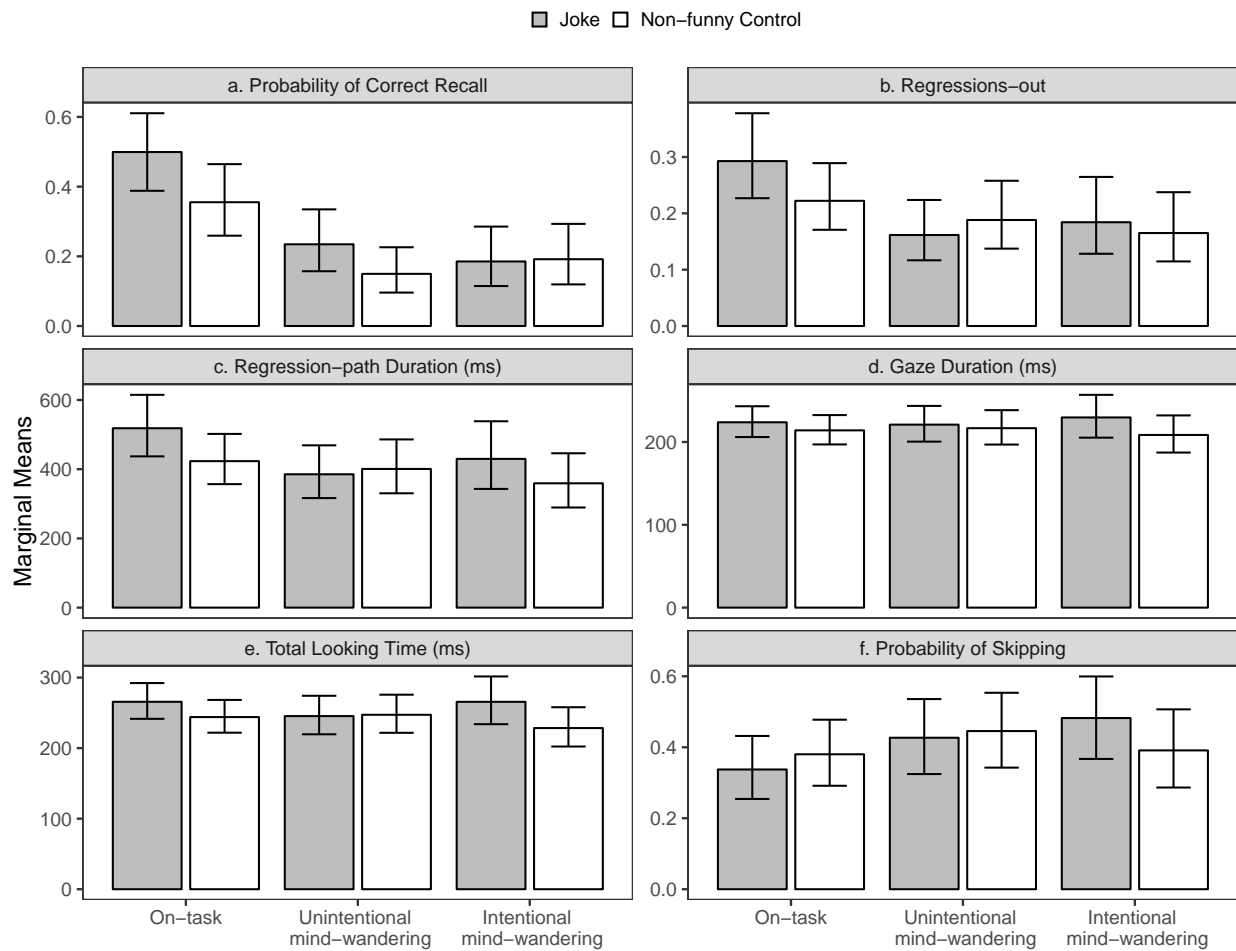 Joke Non−funny Control
a. Probability of Correct Recall
b. Regressions−out
0.6
0.4
0.2
0.0
0.3
0.2
0.1
0.0
c. Regression−path Duration (ms)
d. Gaze Duration (ms)
Marginal Means
600
400
200
0
200
100
0
e. Total Looking Time (ms)
f. Probability of Skipping
300
200
100
0
0.6
0.4
0.2
0.0
On−task
Unintentional
mind−wandering
Intentional
mind−wandering
On−task
Unintentional
mind−wandering
Intentional
mind−wandering